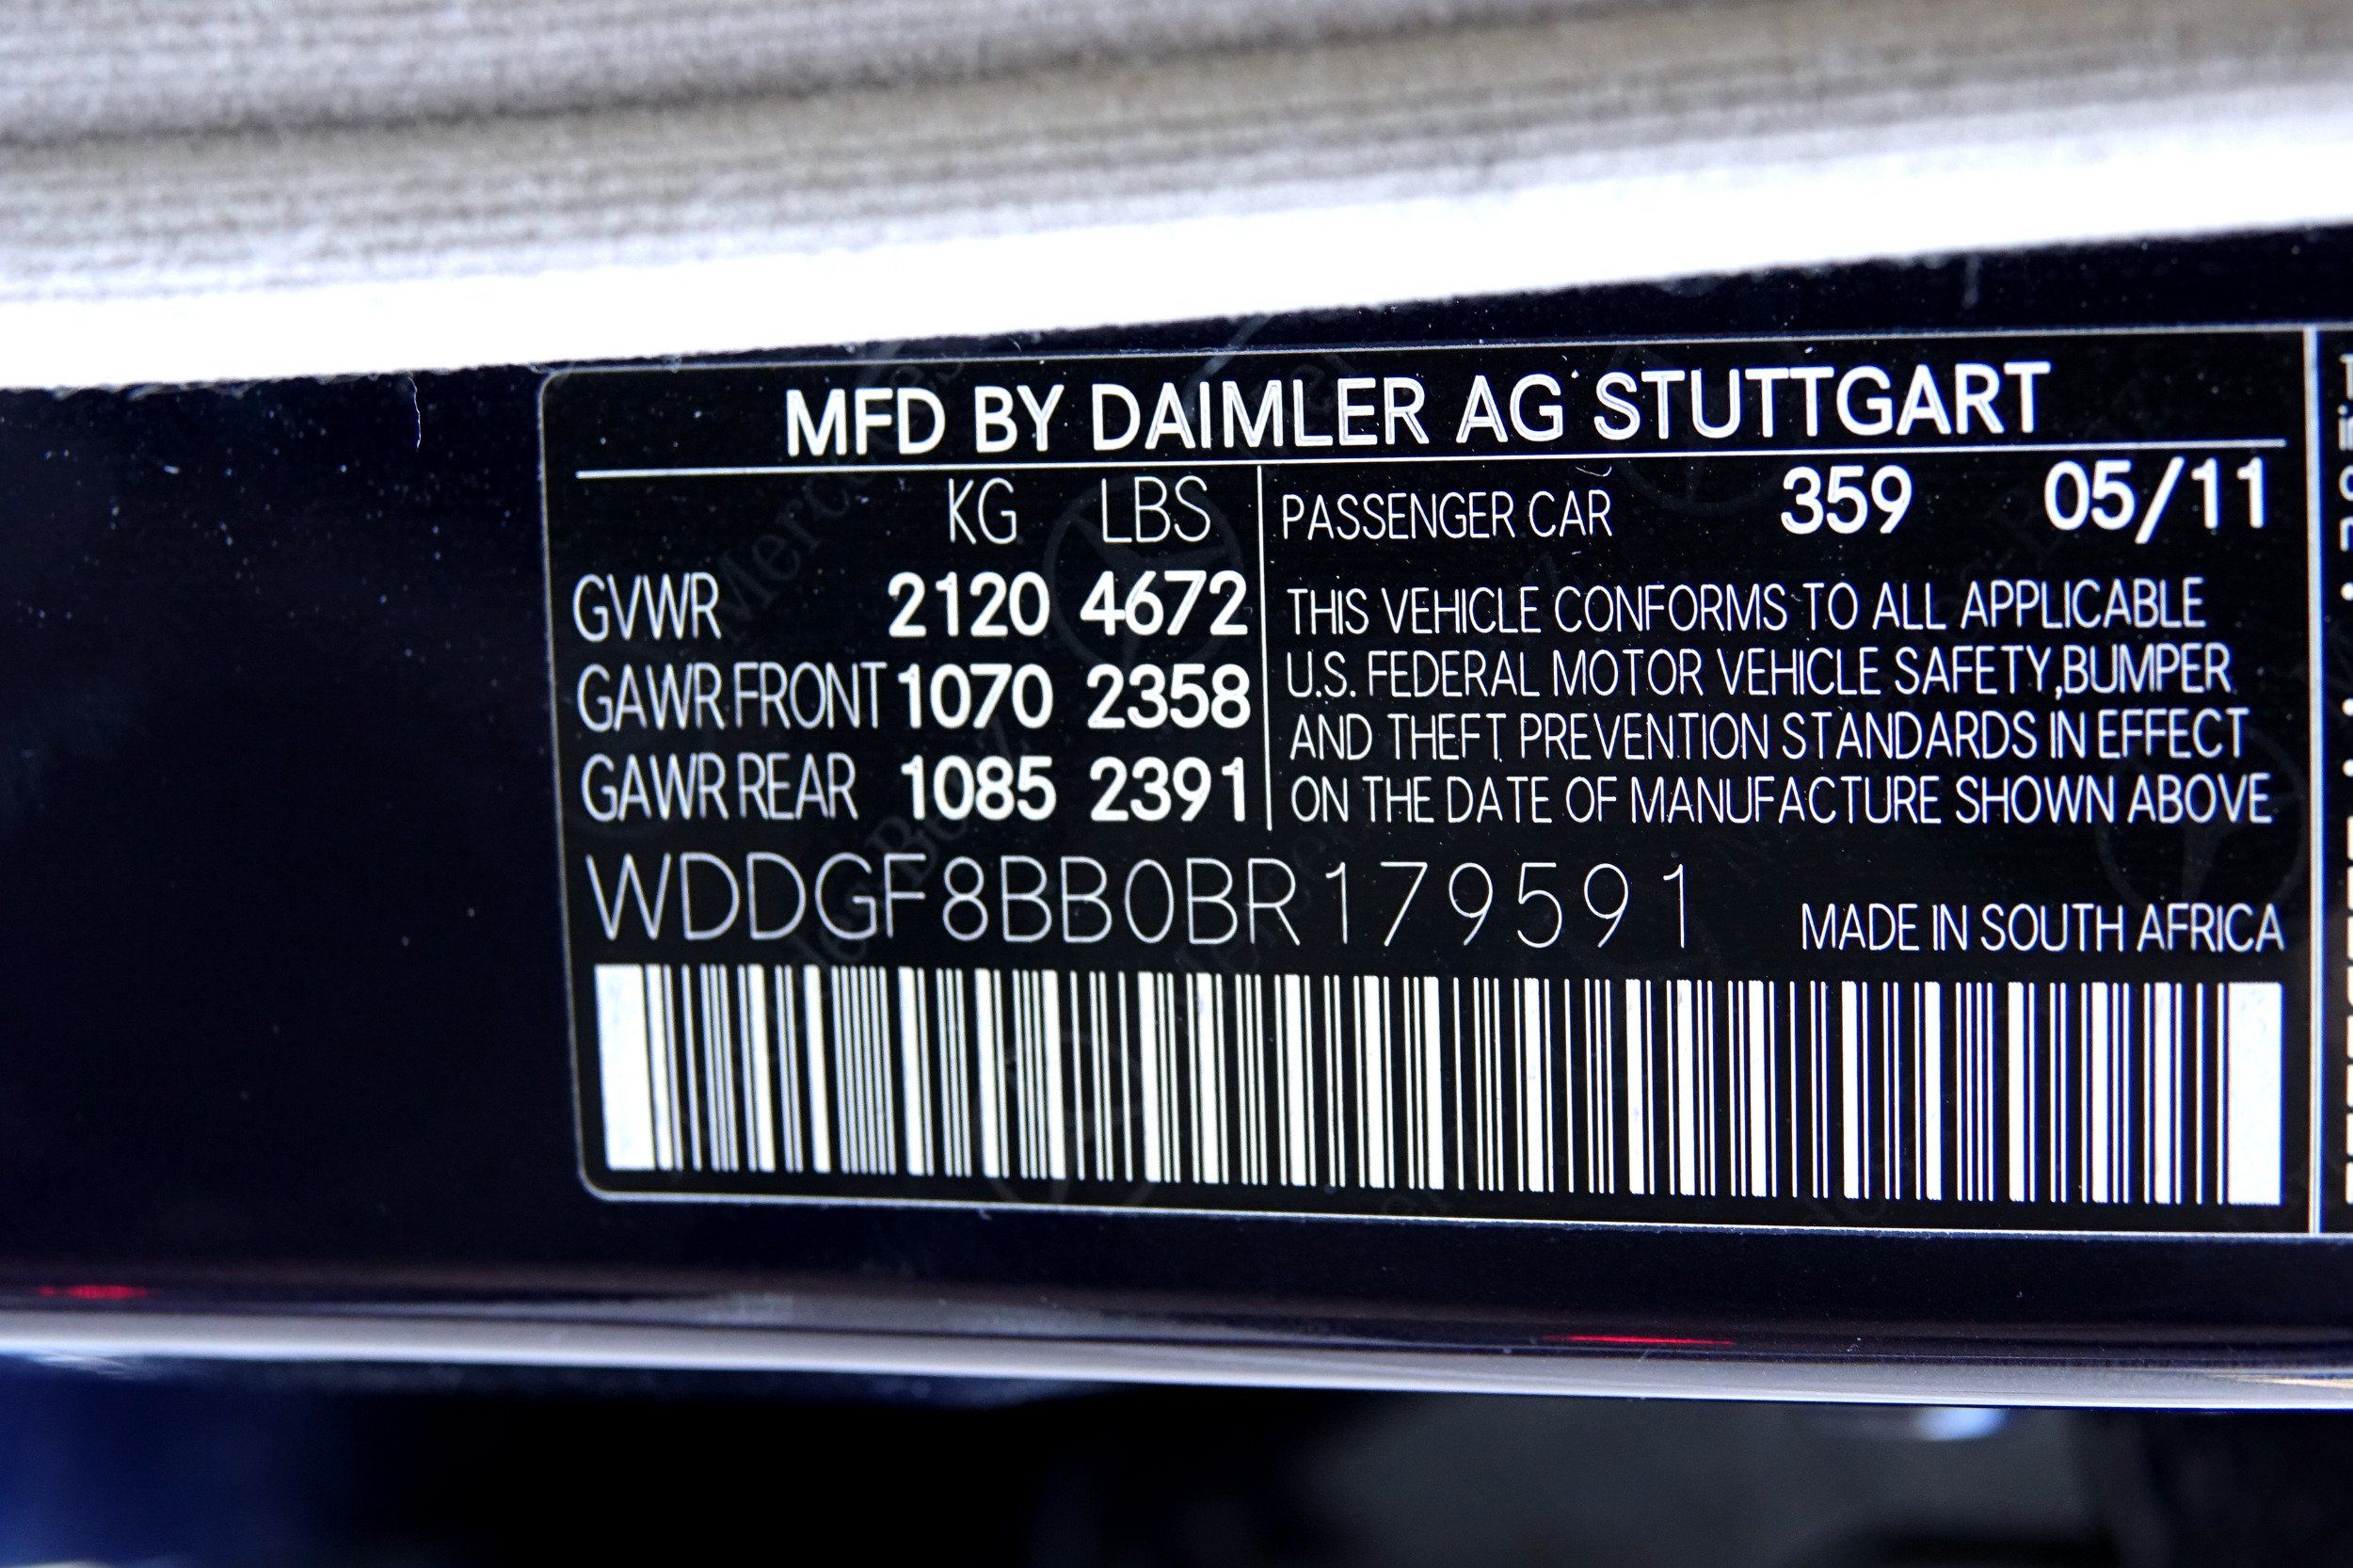 MFD BY DAIMLER AG STUTTGART
KG LBS
GVWR 2120 4672
GAWR FRONT 1070 2358
GAWR REAR 1085 2391
PASSENGER CAR 359 05/11
THIS VEHICLE CONFORMS TO ALL APPLICABLE
U.S. FEDERAL MOTOR VEHICLE SAFETY,BUMPER
AND THEFT PREVENTION STANDARDS IN EFFECT
ON THE DATE OF MANUFACTURE SHOWN ABOVE
WDDGF8BB0BR179591
MADE IN SOUTH AFRICA